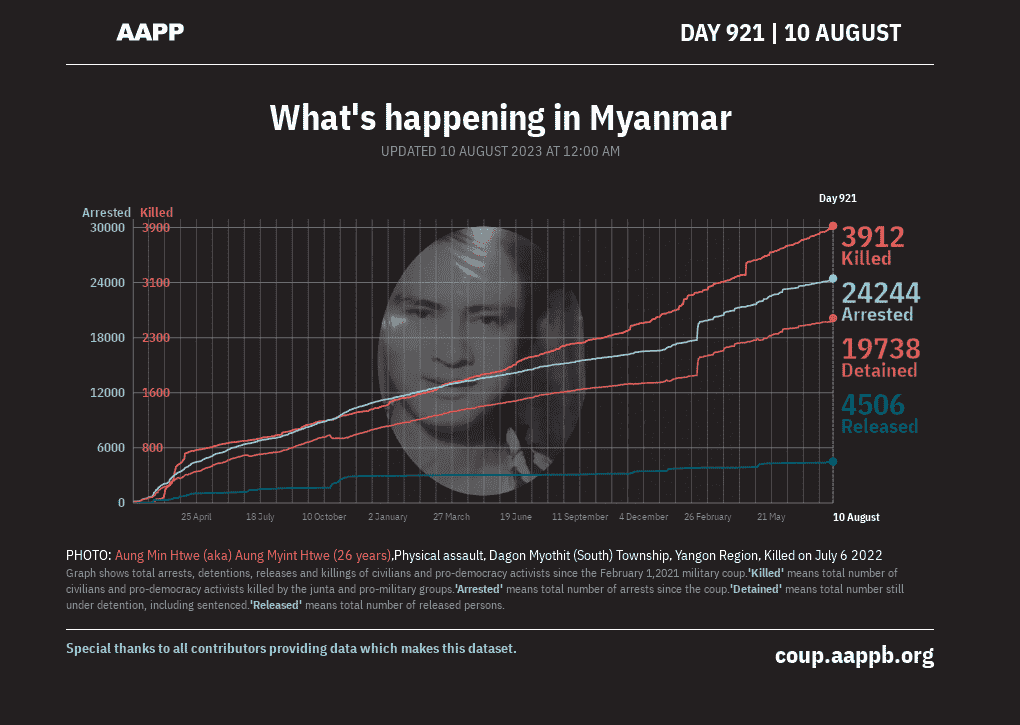 AAPP
DAY 921 | 10 AUGUST
What's happening in Myanmar
UPDATED 10 AUGUST 2023 AT 12:00 AM
Day 921
Arrested Killed
30000 3900
24000 3100
18000 2300
12000 1600
6000 800
0
3912
Killed
24244
Arrested
19738
Detained
4506
Released
25 April 18 July 10 October 2 January 27 March 19 June 11 September 4 December 26 February 21 May 10 August
PHOTO: Aung Min Htwe (aka) Aung Myint Htwe (26 years),Physical assault, Dagon Myothit (South) Township, Yangon Region, Killed on July 6 2022
Graph shows total arrests, detentions, releases and killings of civilians and pro-democracy activists since the February 1,2021 military coup.'Killed' means total number of
civilians and pro-democracy activists killed by the junta and pro-military groups.'Arrested' means total number of arrests since the coup.'Detained' means total number still
under detention, including sentenced.'Released' means total number of released persons.
Special thanks to all contributors providing data which makes this dataset.
coup.aappb.org